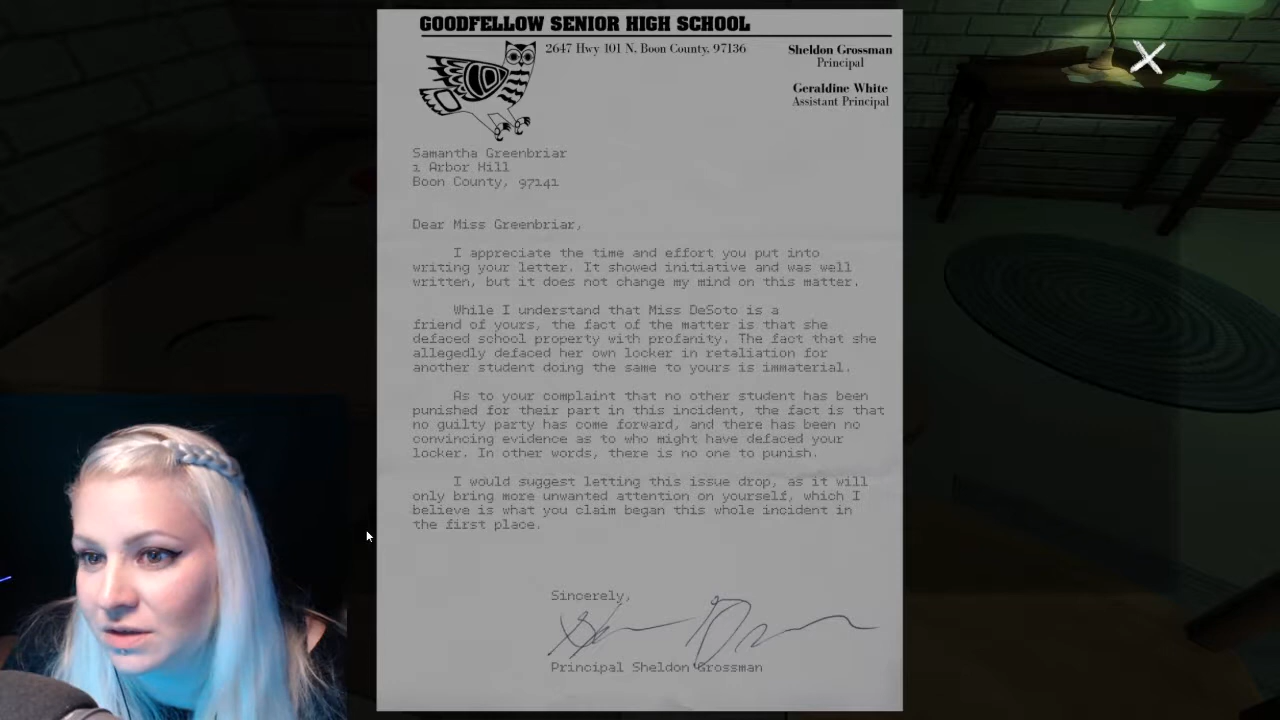 GOODFELLOW SENIOR HIGH SCHOOL
2647 Hwy 101 N. Boon County. 97136
Sheldon Grossman
Principal
Geraldine White
Assistant Principal
Samantha Greenbriar
1 Arbor Hill
Boon County, 97141
Dear Miss Greenbriar,
I appreciate the time and effort you put into
writing your letter. It showed initiative and was well
written, but it does not change my mind on this matter.
While I understand that Miss DeSoto is a
friend of yours, the fact of the matter is that she
defaced school property with profanity. The fact that she
allegedly defaced her own locker in retaliation for
another student doing the same to yours is immaterial.
As to your complaint that no other student has been
punished for their part in this incident, the fact is that
no guilty party has come forward, and there has been no
convincing evidence as to who might have defaced your
locker. In other words, there is no one to punish.
I would suggest letting this issue drop, as it will
only bring more unwanted attention on yourself, which I
believe is what you claim began this whole incident in
the first place.
Sincerely,
Principal Sheldon Grossman